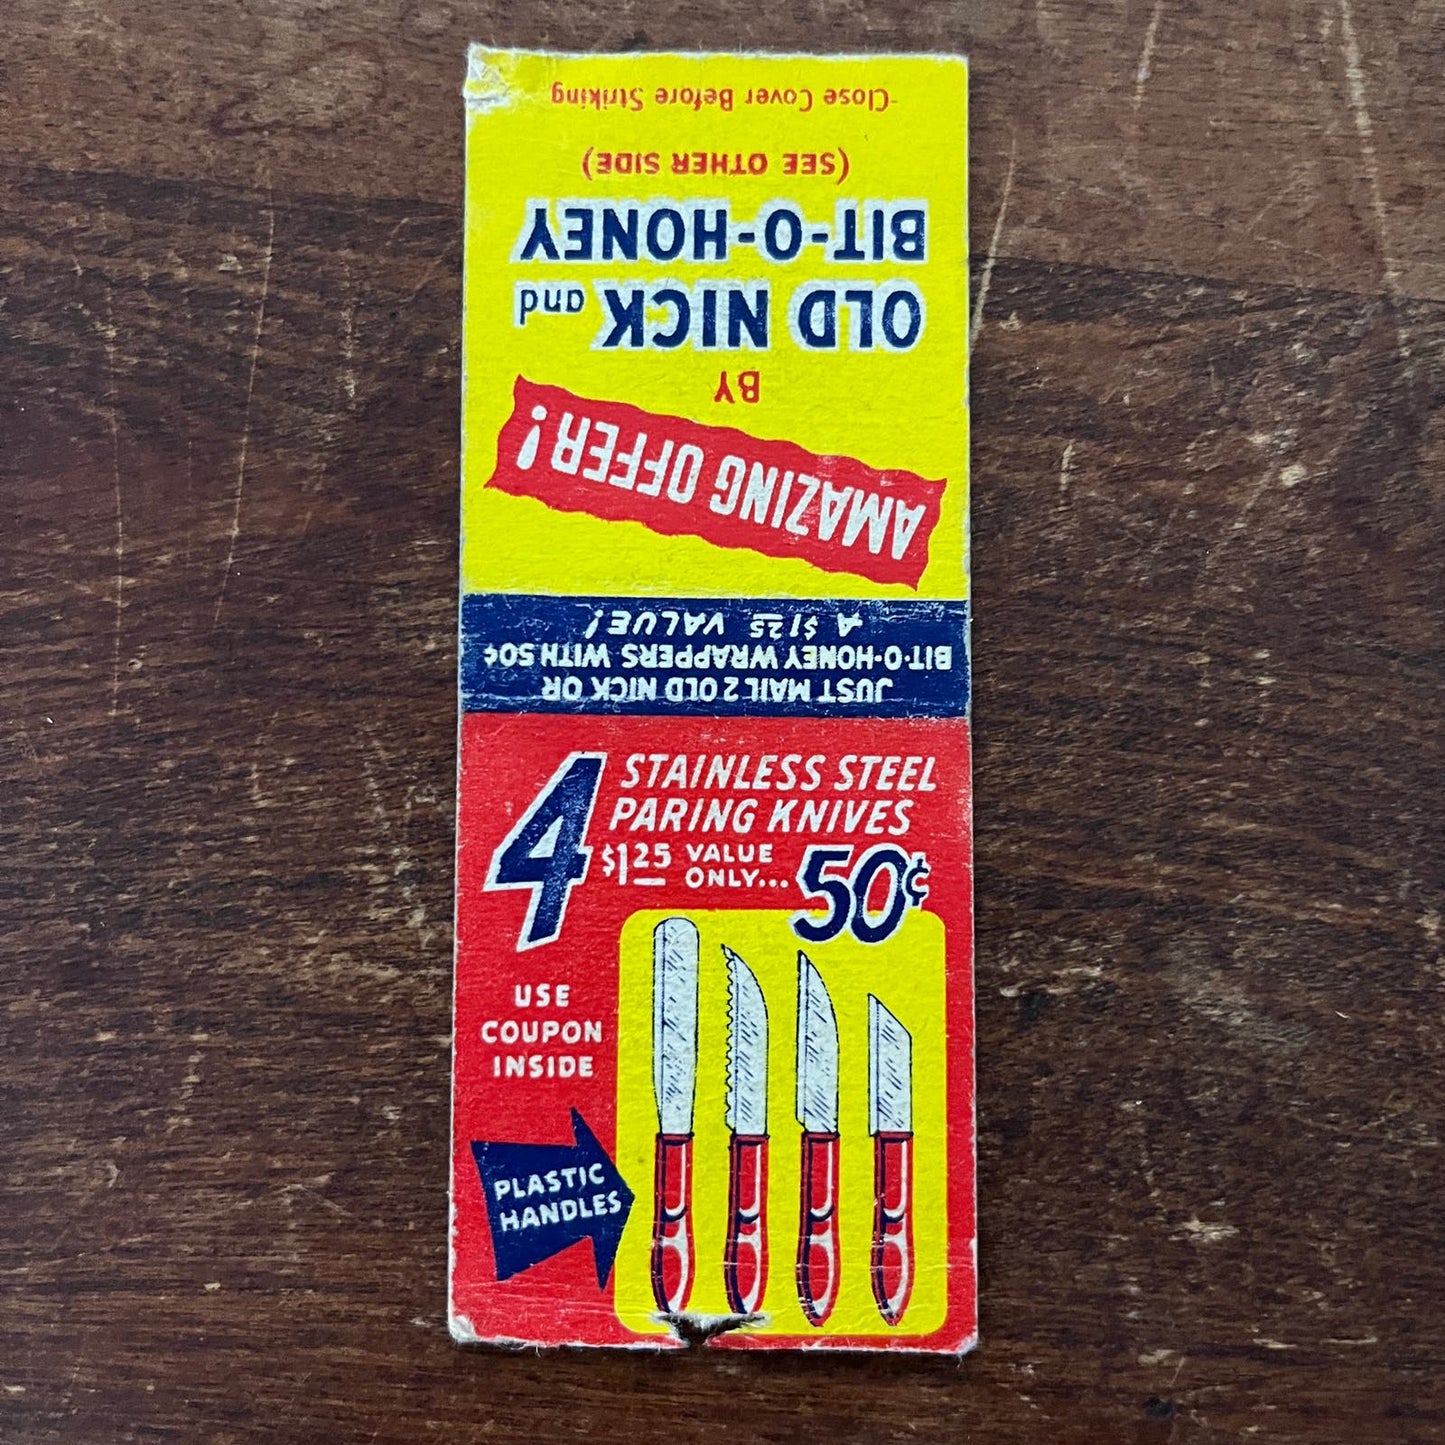 AMAZING OFFER!
BY
OLD NICK and
BIT-O-HONEY
(SEE OTHER SIDE)
Close Cover Before Striking
JUST MAIL 2 OLD NICK OR
BIT-O-HONEY WRAPPERS WITH 50¢
A $1.25 VALUE!
4 STAINLESS STEEL
PARING KNIVES
$1.25 VALUE
ONLY... 50¢
USE
COUPON
INSIDE
PLASTIC
HANDLES